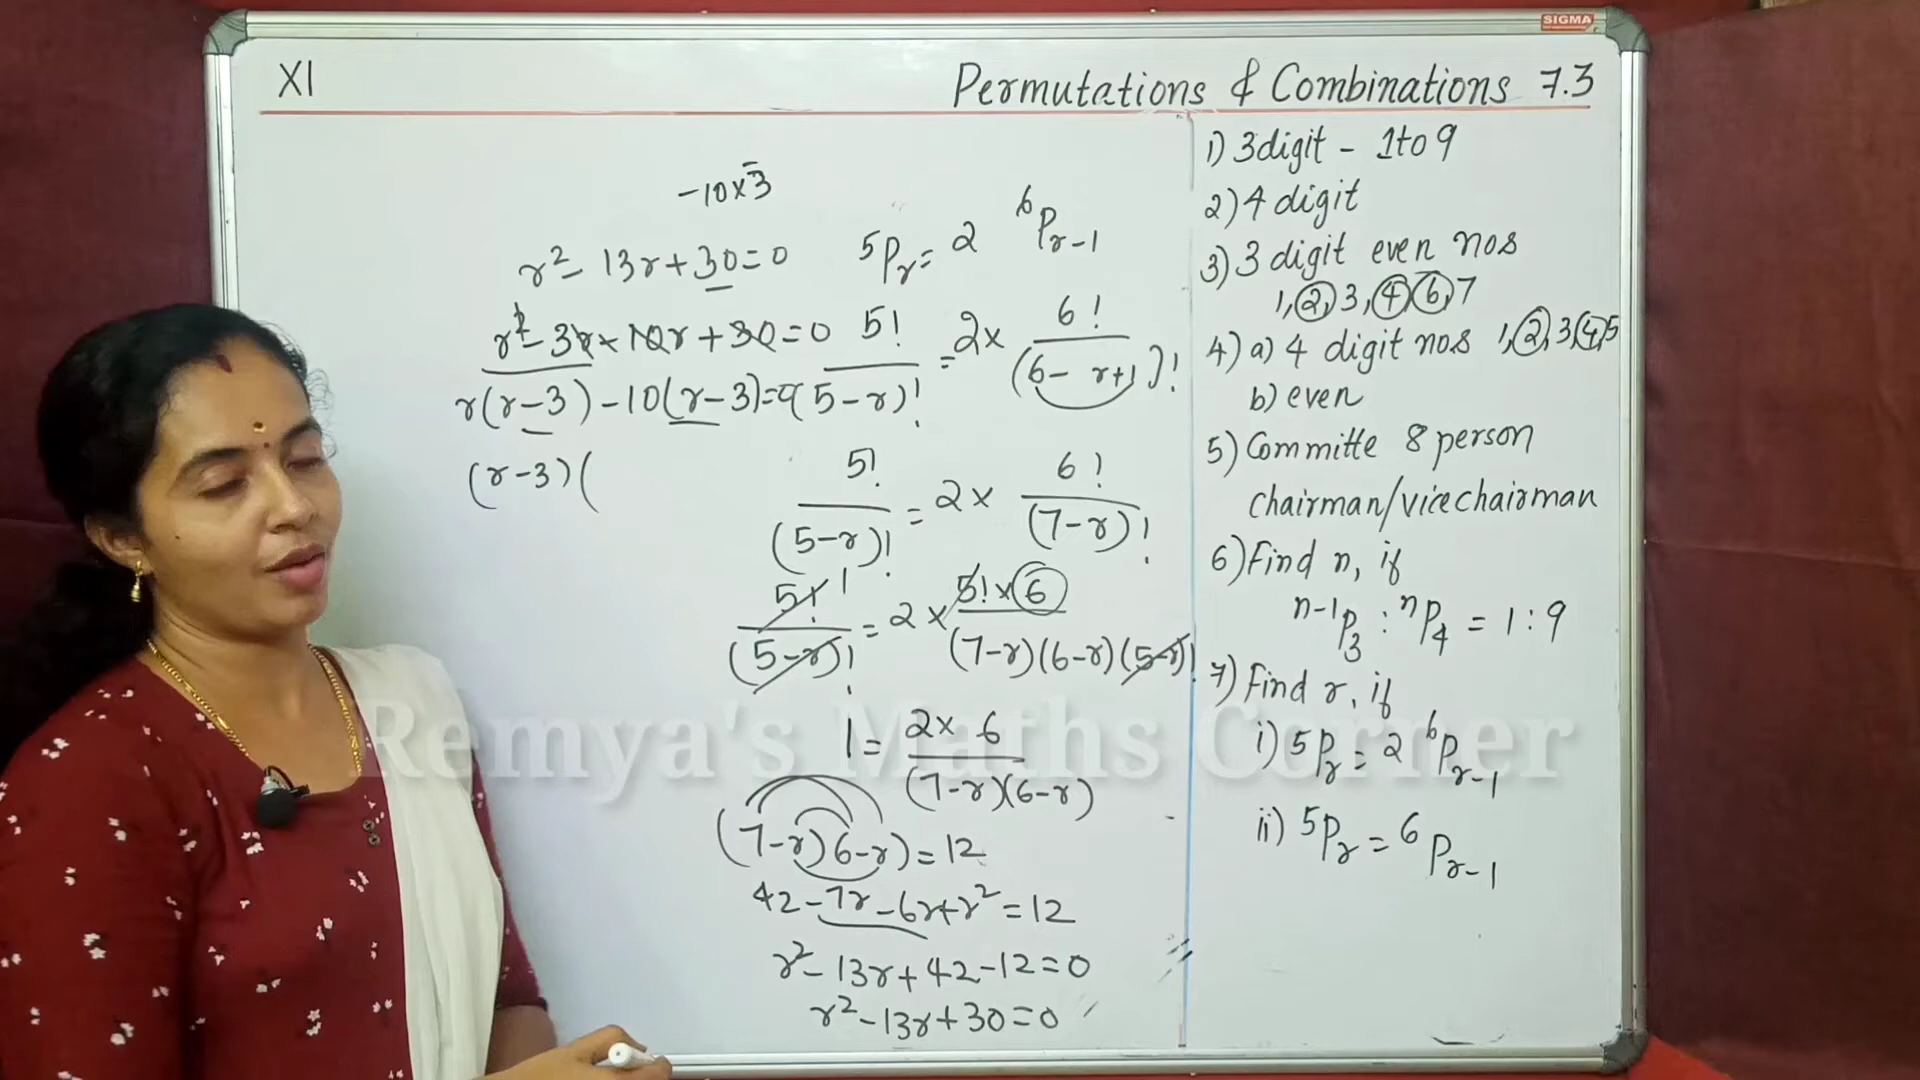 SIGMA
XI
Permutations & Combinations 7.3
-10x-3
r² - 13r + 30 = 0
r² - 3r - 10r + 30 = 0
r(r-3) - 10(r-3) = 0
(r-3)(
5Pr = 2 6Pr-1
5!/(5-r)! = 2x 6!/(6-r+1)!
5!/(5-r)! = 2x 6!/(7-r)!
5! 1/(5-r)! = 2x 5!x6/(7-r)(6-r)(5-r)!
1 = 2x6/(7-r)(6-r)
(7-r)(6-r) = 12
42-7r-6r+r² = 12
r²-13r+42-12=0
r²-13r+30=0
1) 3digit - 1to9
2) 4 digit
3) 3 digit even nos
1,2,3,4,6,7
4) a) 4 digit nos 1,2,3,4,5
b) even
5) Committe 8 person
chairman/vicechairman
6) Find n, if
n-1P3 : nP4 = 1:9
7) Find r, if
i) 5Pr = 2 6Pr-1
ii) 5Pr = 6Pr-1
Remya's Maths Corner